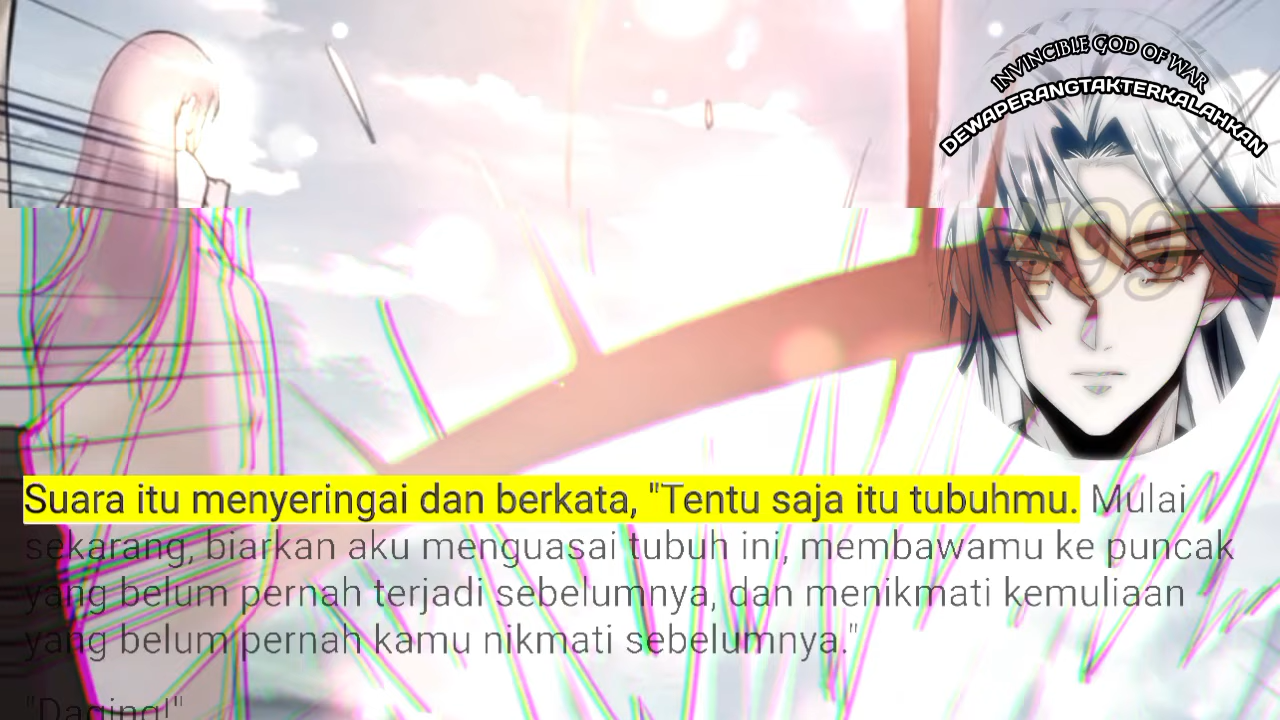 INVINCIBLE GOD OF WAR
DEWAPERANGTAKTERKALAHKAN
Suara itu menyeringai dan berkata, "Tentu saja itu tubuhmu. Mulai
sekarang, biarkan aku menguasai tubuh ini, membawamu ke puncak
yang belum pernah terjadi sebelumnya, dan menikmati kemuliaan
yang belum pernah kamu nikmati sebelumnya."
"Daging!"